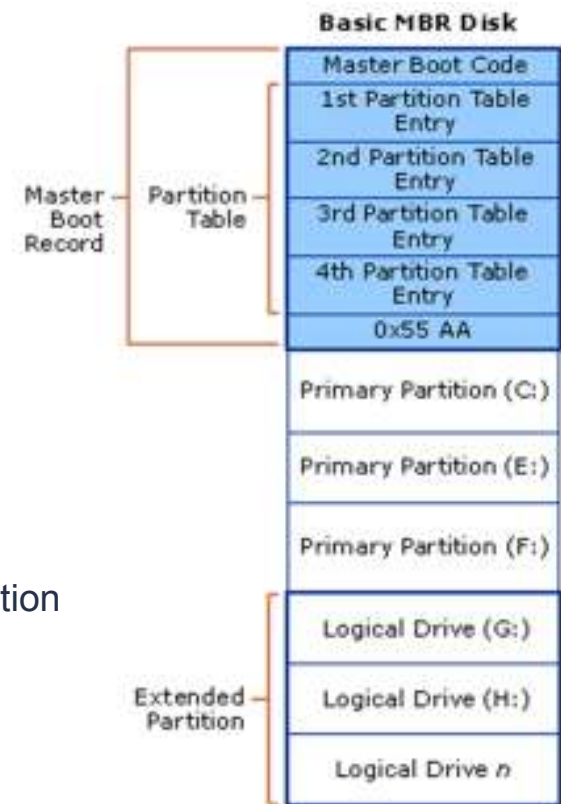 Basic MBR Disk
Master Boot Code
1st Partition Table
Entry
2nd Partition Table
Entry
3rd Partition Table
Entry
4th Partition Table
Entry
0x55 AA
Master
Boot
Record
Partition
Table
Primary Partition (C:)
Primary Partition (E:)
Primary Partition (F:)
tion
Logical Drive (G:)
Logical Drive (H:)
Logical Drive n
Extended
Partition